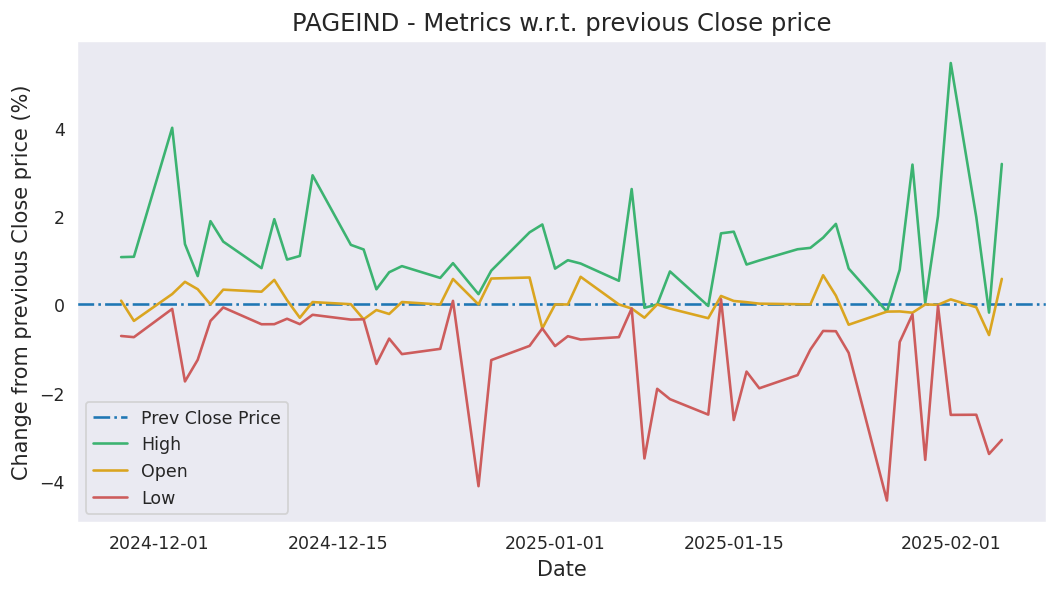 PAGEIND - Metrics w.r.t. previous Close price
Change from previous Close price (%)
4
2
0
−2
−4
Prev Close Price
High
Open
Low
2024-12-01
2024-12-15
2025-01-01
2025-01-15
2025-02-01
Date